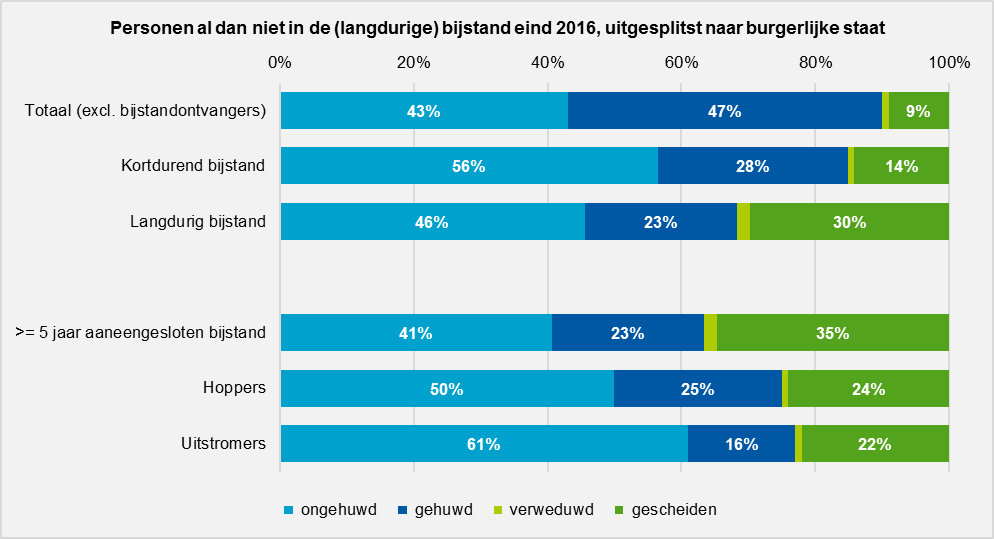 Personen al dan niet in de (langdurige) bijstand eind 2016, uitgesplitst naar burgerlijke staat
0% 20% 40% 60% 80% 100%
Totaal (excl. bijstandontvangers) 43% 47% 9%
Kortdurend bijstand 56% 28% 14%
Langdurig bijstand 46% 23% 30%
>= 5 jaar aaneengesloten bijstand 41% 23% 35%
Hoppers 50% 25% 24%
Uitstromers 61% 16% 22%
ongehuwd gehuwd verweduwd gescheiden